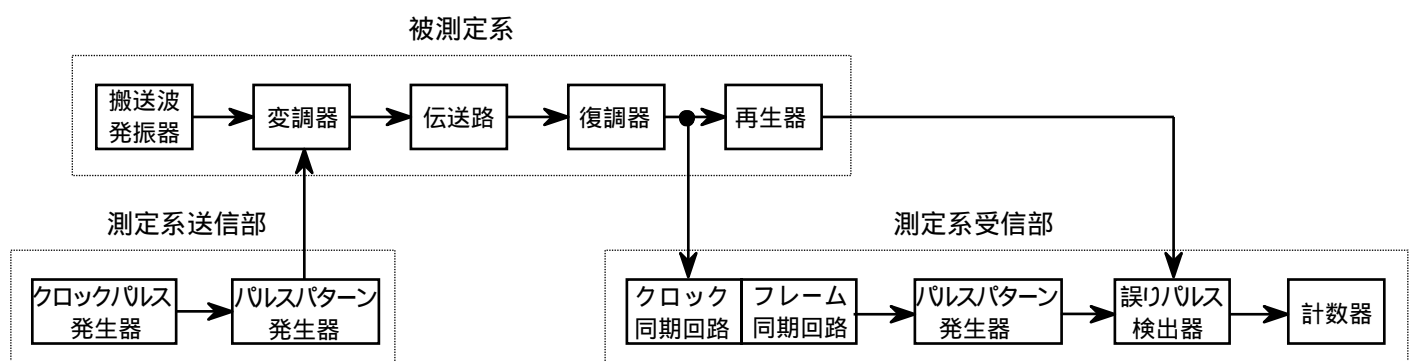 被測定系
搬送波
発振器
変調器
伝送路
復調器
再生器
測定系送信部
測定系受信部
クロックパルス
発生器
パルスパターン
発生器
クロック
同期回路
フレーム
同期回路
パルスパターン
発生器
誤りパルス
検出器
計数器